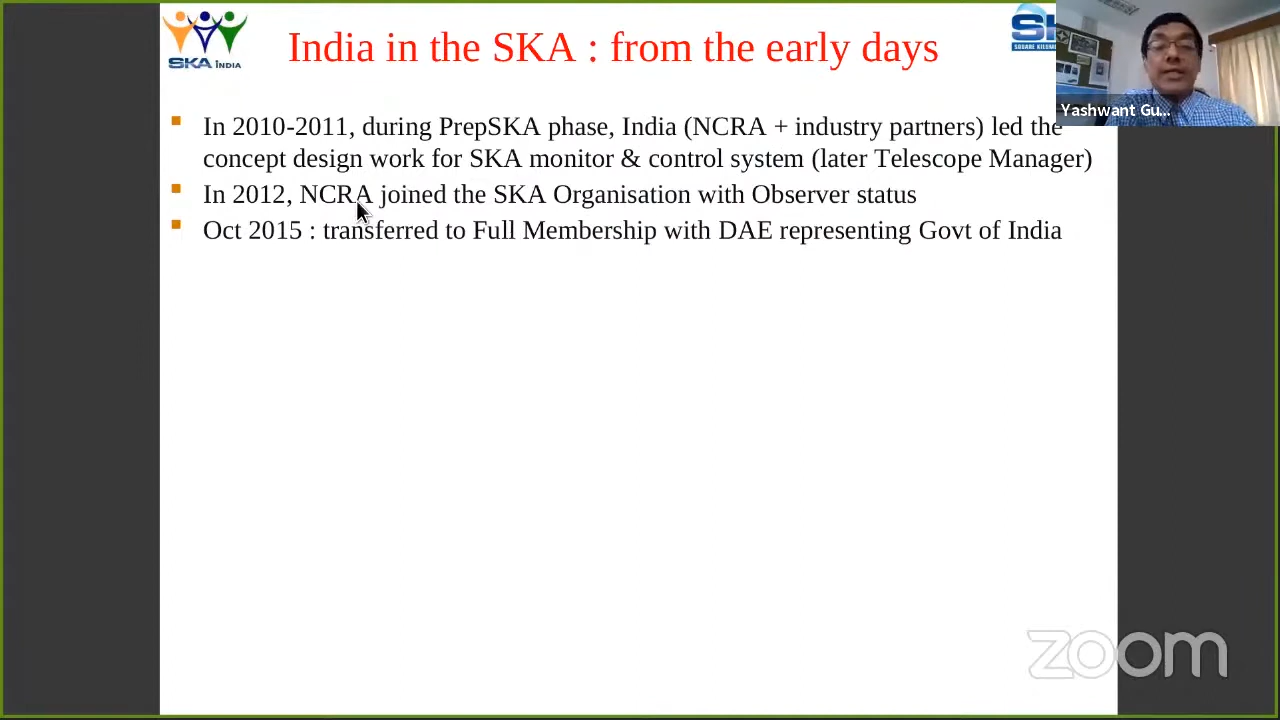 SKA INDIA
India in the SKA : from the early days
SQUARE
Yashwant Gu...
In 2010-2011, during PrepSKA phase, India (NCRA + industry partners) led the
concept design work for SKA monitor & control system (later Telescope Manager)
In 2012, NCRA joined the SKA Organisation with Observer status
Oct 2015 : transferred to Full Membership with DAE representing Govt of India
zoom